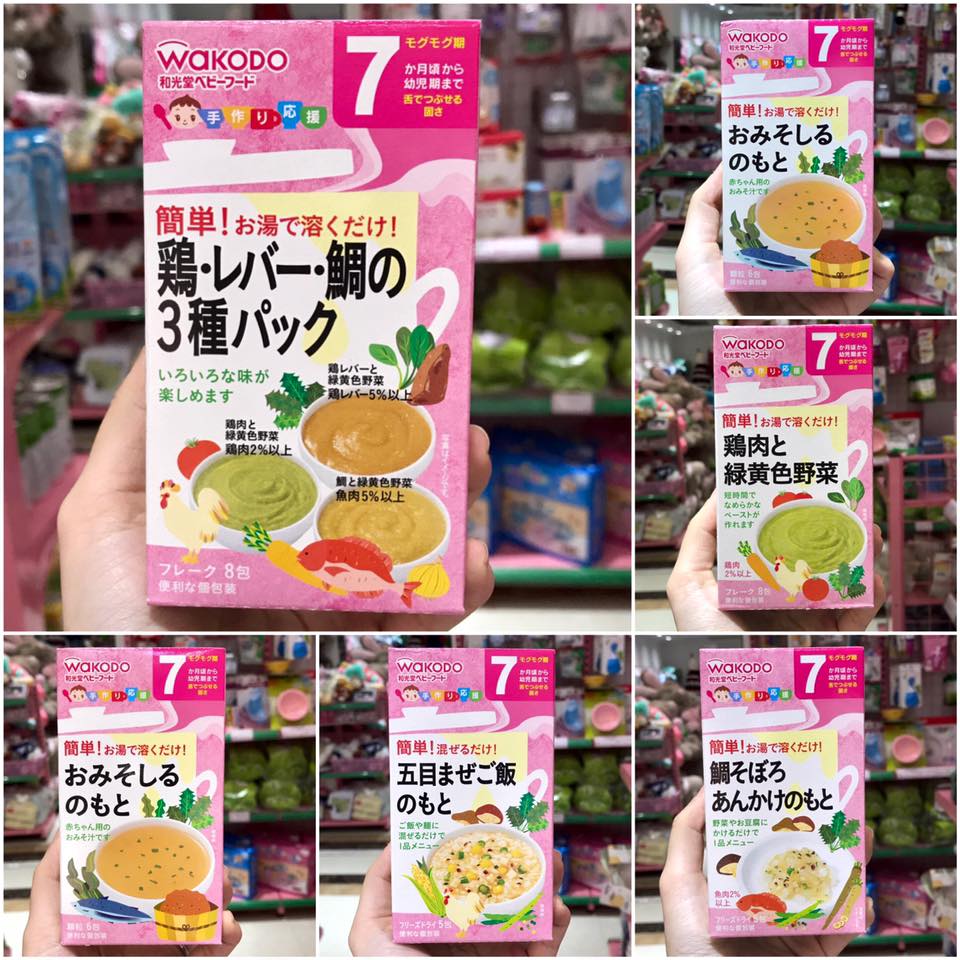 WAKODO
和光堂ベビーフード
手作り応援
7
モグモグ期
か月頃から
幼児期まで
舌でつぶせる
固さ
簡単!お湯で溶くだけ!
鶏・レバー・鯛の
3種パック
いろいろな味が
楽しめます
鶏レバーと
緑黄色野菜
鶏レバー5%以上
鶏肉と
緑黄色野菜
鶏肉2%以上
鯛と緑黄色野菜
魚肉5%以上
写真はイメージです。
フレーク 8包
便利な個包装
WAKODO
和光堂ベビーフード
手作り応援
7
モグモグ期
か月頃から
幼児期まで
舌でつぶせる
固さ
簡単!お湯で溶くだけ!
おみそしる
のもと
赤ちゃん用の
おみそ汁です
顆粒 6包
便利な個包装
WAKODO
和光堂ベビーフード
手作り応援
7
モグモグ期
か月頃から
幼児期まで
舌でつぶせる
固さ
簡単!お湯で溶くだけ!
鶏肉と
緑黄色野菜
短時間で
なめらかな
ペーストが
作れます
鶏肉
2%以上
フレーク 8包
便利な個包装
WAKODO
和光堂ベビーフード
手作り応援
7
モグモグ期
か月頃から
幼児期まで
舌でつぶせる
固さ
簡単!お湯で溶くだけ!
おみそしる
のもと
赤ちゃん用の
おみそ汁です
顆粒 6包
便利な個包装
WAKODO
和光堂ベビーフード
手作り応援
7
モグモグ期
か月頃から
幼児期まで
舌でつぶせる
固さ
簡単!混ぜるだけ!
五目まぜご飯
のもと
ご飯や麺に
混ぜるだけで
1品メニュー
フリーズドライ 5包
便利な個包装
WAKODO
和光堂ベビーフード
手作り応援
7
モグモグ期
か月頃から
幼児期まで
舌でつぶせる
固さ
簡単!お湯で溶くだけ!
鯛そぼろ
あんかけのもと
野菜やお豆腐に
かけるだけで
1品メニュー
魚肉2%
以上
フリーズドライ 5包
便利な個包装